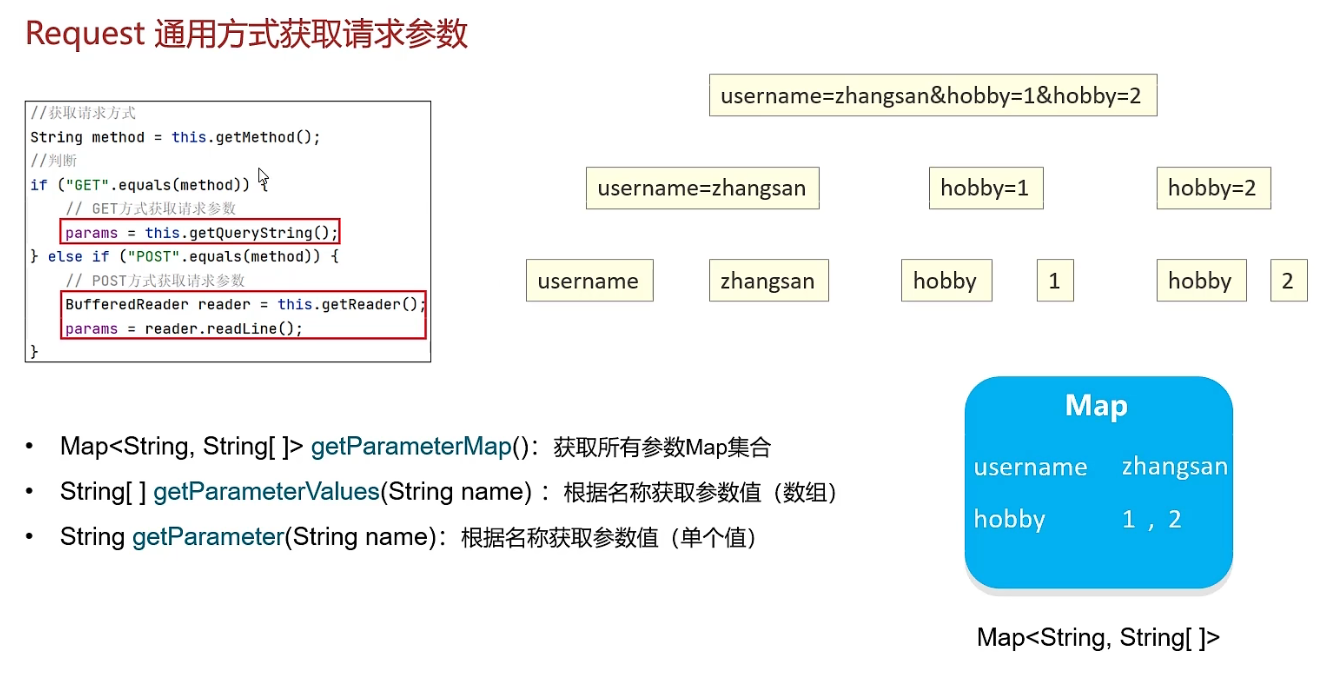 Request 通用方式获取请求参数
//获取请求方式
String method = this.getMethod();
//判断
if ("GET".equals(method)) {
// GET方式获取请求参数
params = this.getQueryString();
} else if ("POST".equals(method)) {
// POST方式获取请求参数
BufferedReader reader = this.getReader();
params = reader.readLine();
}
username=zhangsan&hobby=1&hobby=2
username=zhangsan hobby=1 hobby=2
username zhangsan hobby 1 hobby 2
• Map<String, String[ ]> getParameterMap()：获取所有参数Map集合
• String[ ] getParameterValues(String name) ：根据名称获取参数值（数组）
• String getParameter(String name)：根据名称获取参数值（单个值）
Map
username zhangsan
hobby 1 , 2
Map<String, String[ ]>